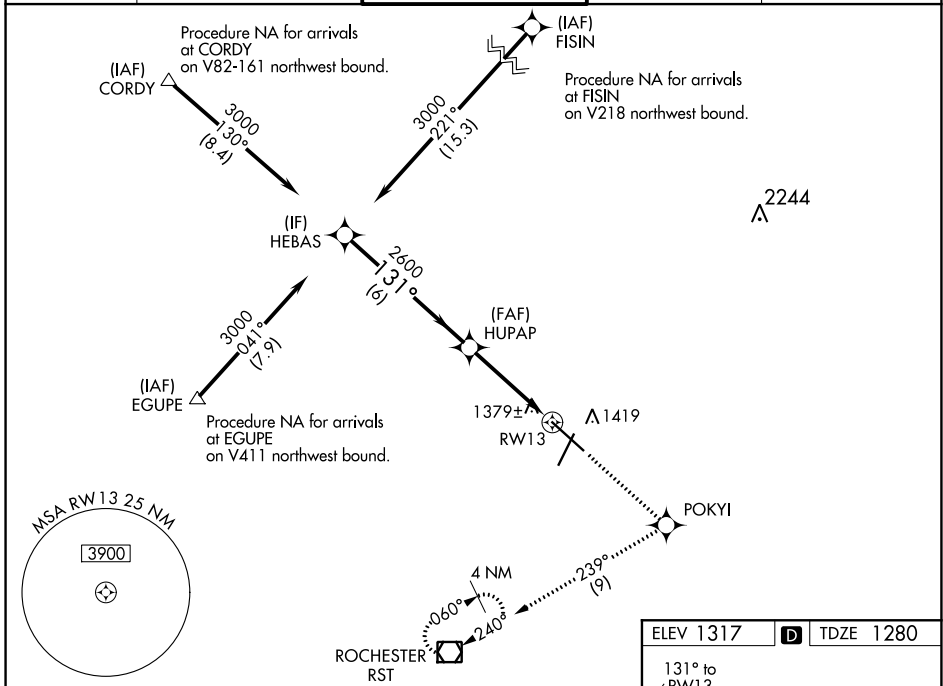 Procedure NA for arrivals
at CORDY
on V82-161 northwest bound.
(IAF)
CORDY
3000
130°
(8.4)
(IAF)
FISIN
Procedure NA for arrivals
at FISIN
on V218 northwest bound.
3000
221°
(15.3)
2244
(IF)
HEBAS
2600
131°
(6)
(FAF)
HUPAP
3000
041°
(7.9)
(IAF)
EGUPE
Procedure NA for arrivals
at EGUPE
on V411 northwest bound.
1379±
1419
RW13
POKYI
MSA RW13 25 NM
3900
239°
(9)
4 NM
060°
240°
ROCHESTER
RST
ELEV 1317 D TDZE 1280
131° to
RW13